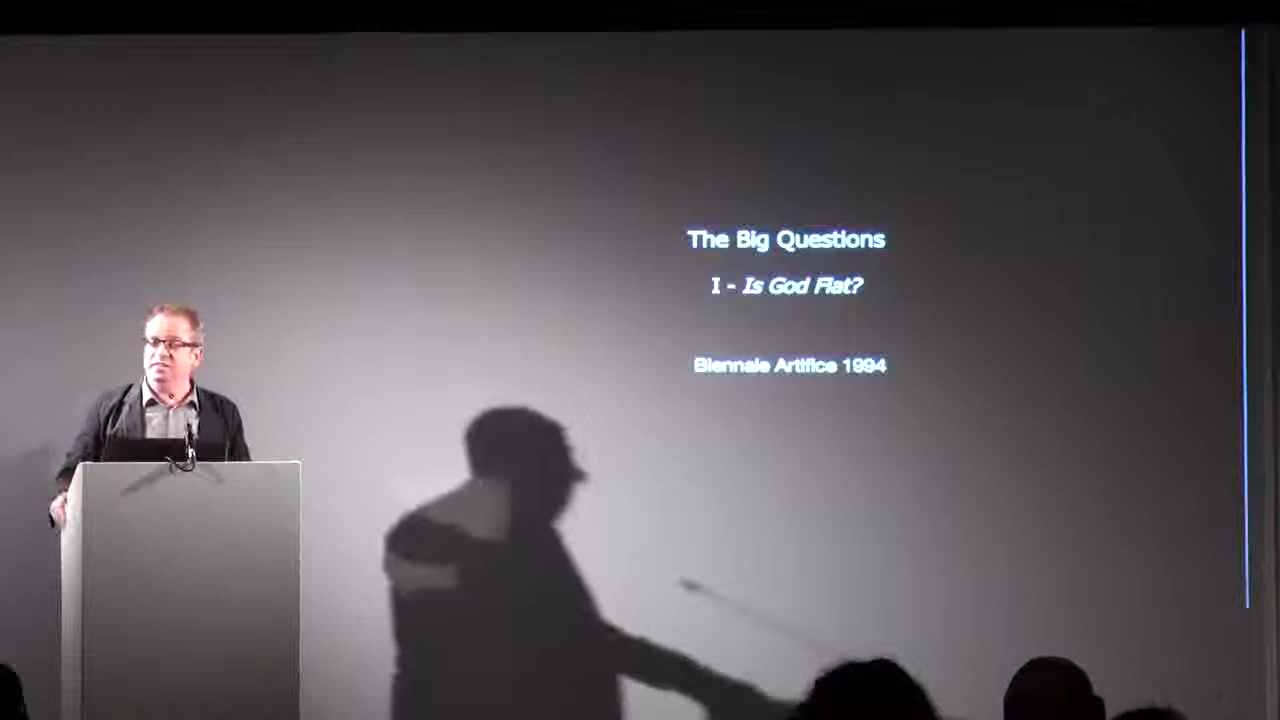 The Big Questions
I - Is God Flat?
Biennale Artifice 1994